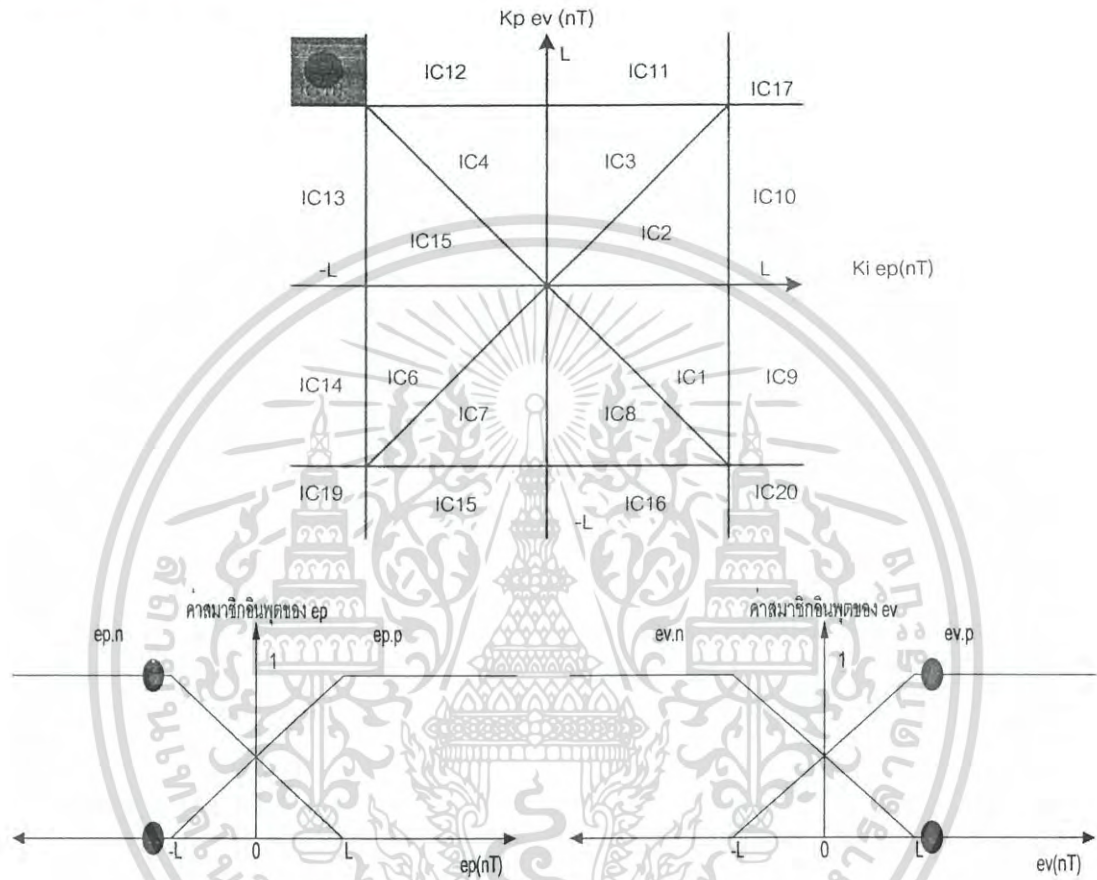 Kp ev (nT)
L
IC12
IC11
IC17
IC4
IC3
IC13
IC10
IC15
IC2
-L
L
Ki ep(nT)
IC14
IC6
IC1
IC9
IC7
IC8
IC19
IC15
IC16
IC20
-L
ค่าสมาชิกอินพุตของ ep
ค่าสมาชิกอินพุตของ ev
ep.n
ep.p
ev.n
ev.p
1
1
-L
0
L
-L
0
L
ep(nT)
ev(nT)